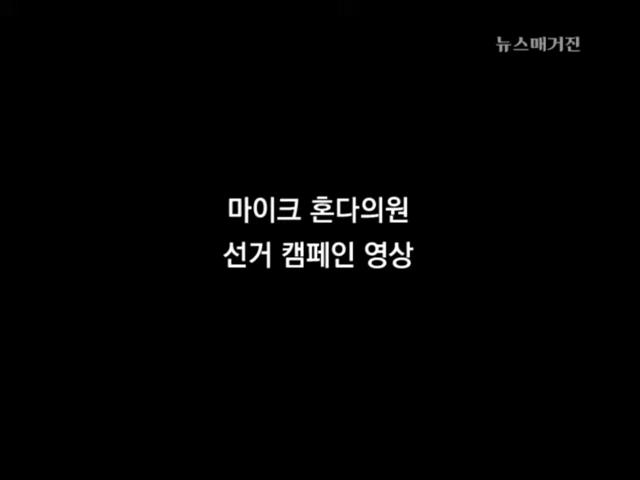 뉴스매거진
마이크 혼다의원
선거 캠페인 영상